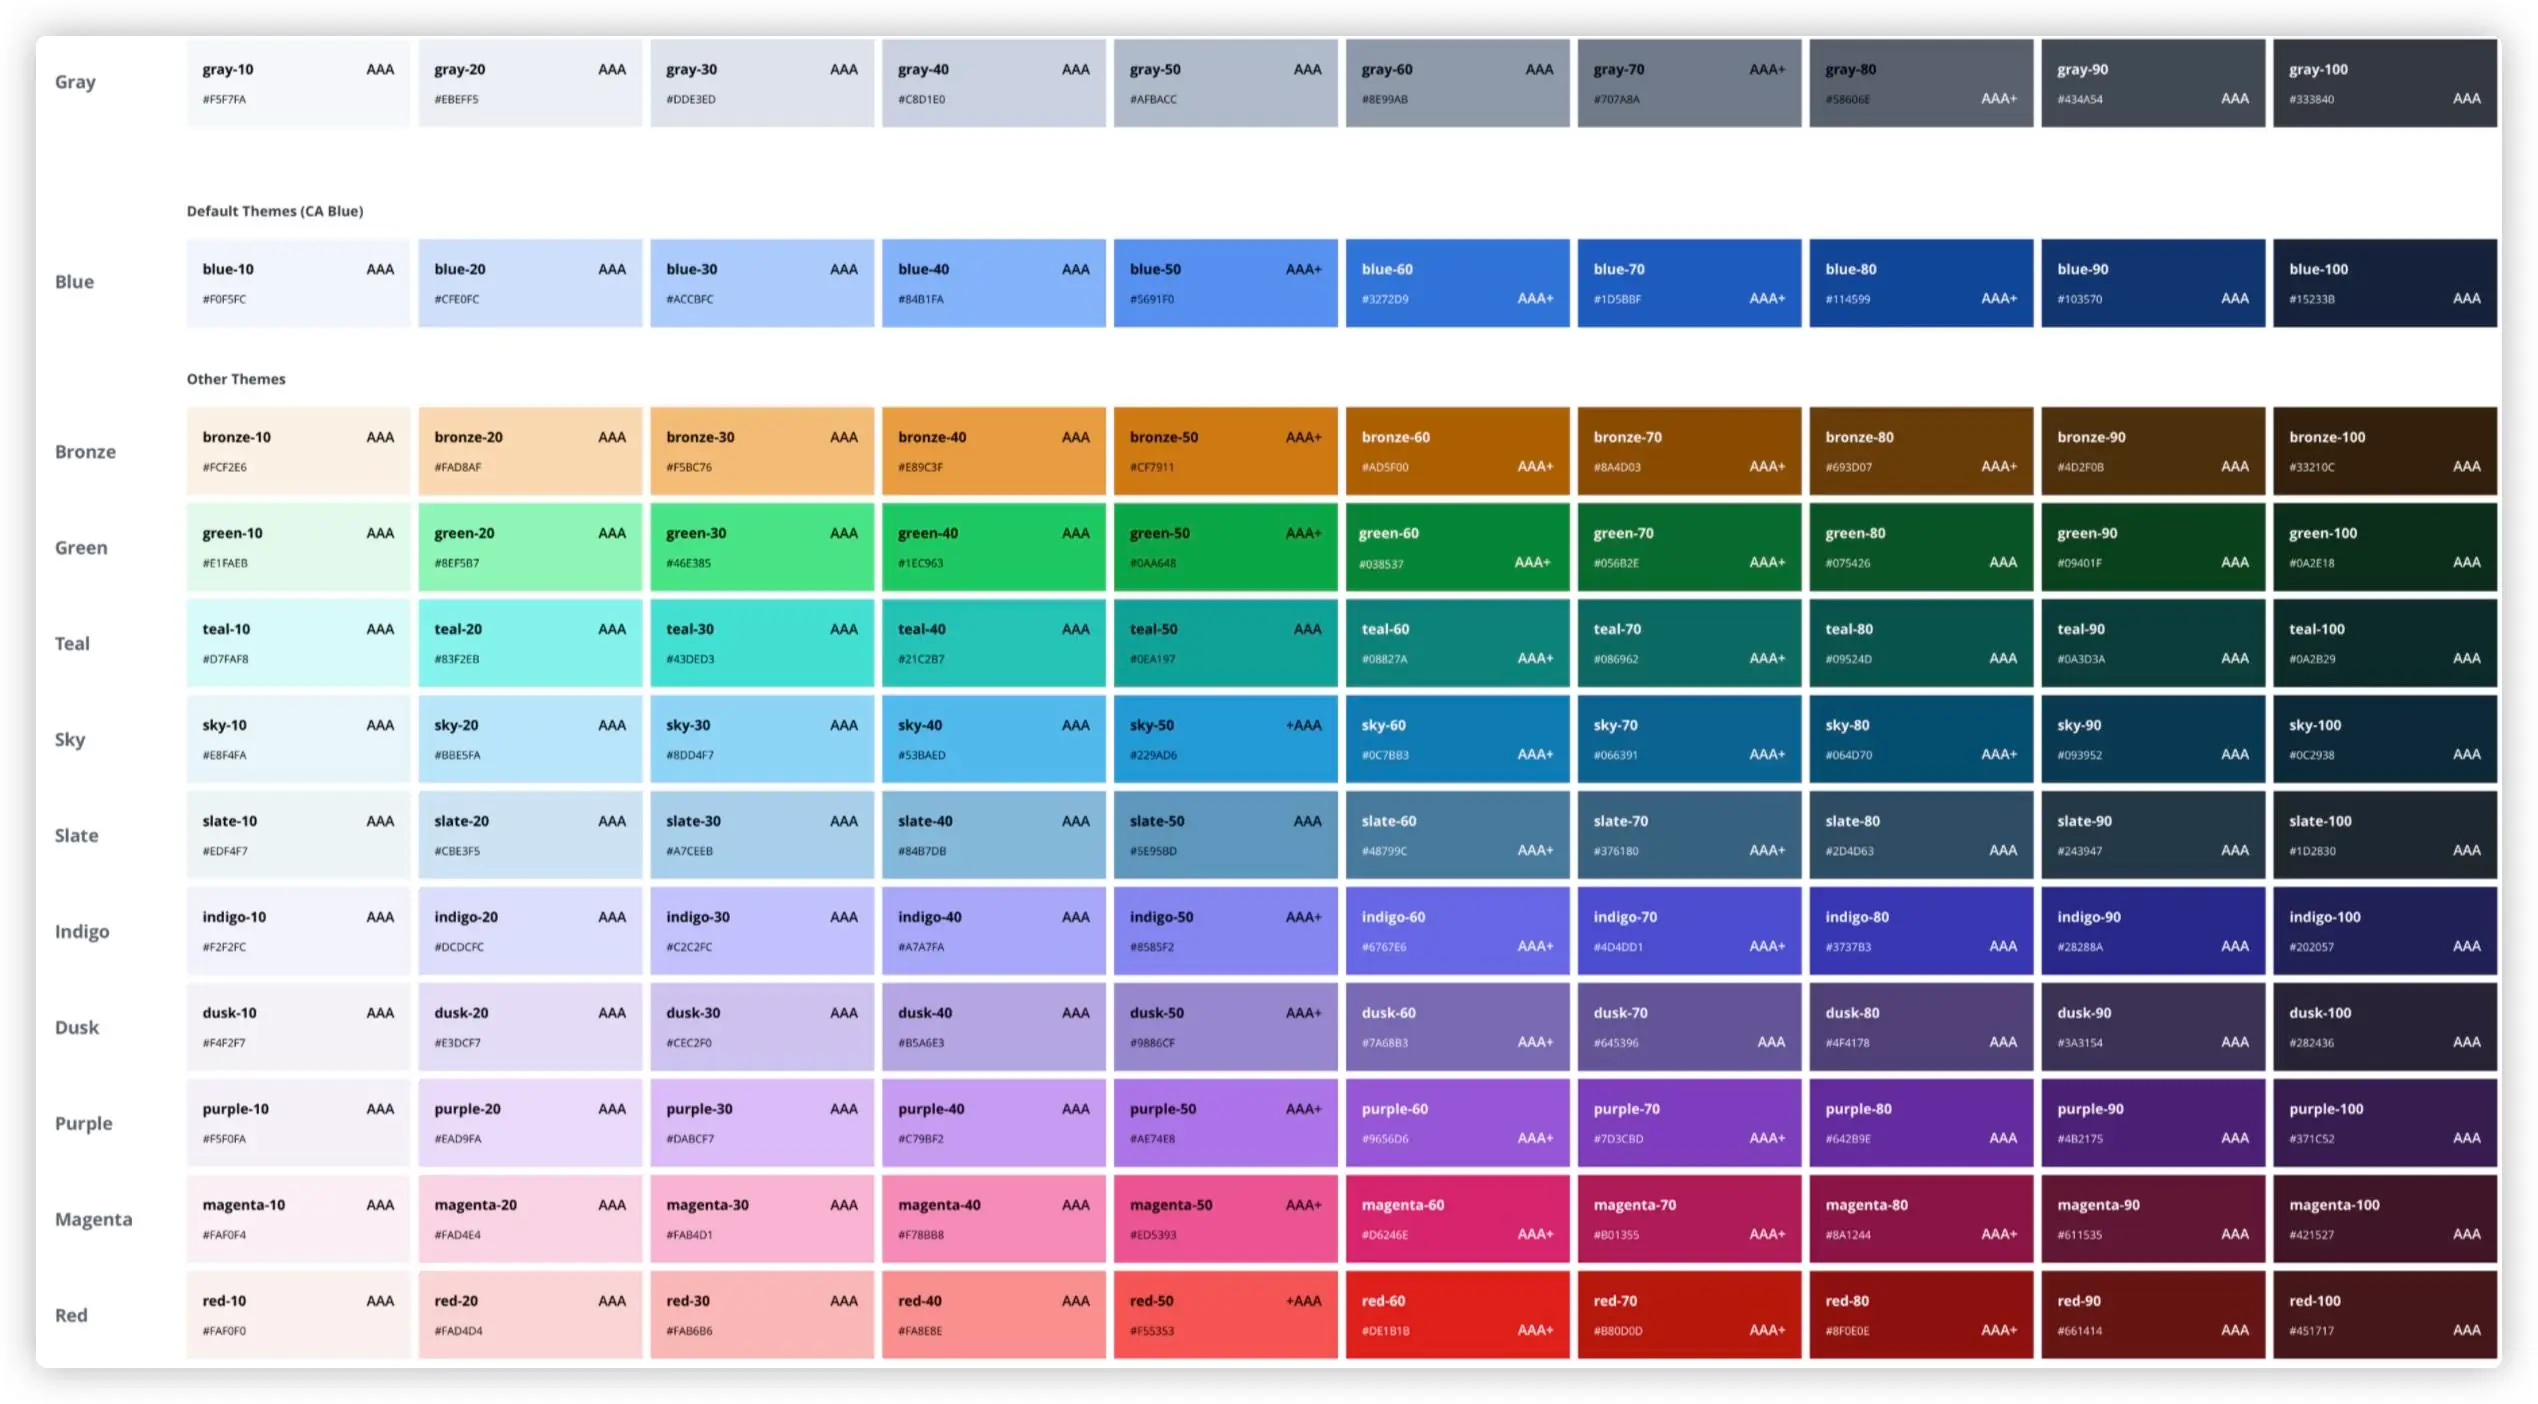 Gray
gray-10 AAA gray-20 AAA gray-30 AAA gray-40 AAA gray-50 AAA gray-60 AAA gray-70 AAA+ gray-80 gray-90 gray-100
#F5F7FA #EBEFF5 #DDE3ED #C8D1E0 #AFBACC #8E99AB #707A8A #58606E AAA+ #434A54 AAA #333840 AAA
Default Themes (CA Blue)
Blue
blue-10 AAA blue-20 AAA blue-30 AAA blue-40 AAA blue-50 AAA+ blue-60 blue-70 blue-80 blue-90 blue-100
#F0F5FC #CFE0FC #ACCBFC #84B1FA #5691F0 #3272D9 AAA+ #1D5BBF AAA+ #114599 AAA+ #103570 AAA #15233B AAA
Other Themes
Bronze
bronze-10 AAA bronze-20 AAA bronze-30 AAA bronze-40 AAA bronze-50 AAA+ bronze-60 bronze-70 bronze-80 bronze-90 bronze-100
#FCF2E6 #FAD8AF #F5BC76 #E89C3F #CF7911 #AD5F00 AAA+ #8A4D03 AAA+ #693D07 AAA+ #4D2F0B AAA #33210C AAA
Green
green-10 AAA green-20 AAA green-30 AAA green-40 AAA green-50 AAA+ green-60 green-70 green-80 green-90 green-100
#E1FAEB #8EF5B7 #46E385 #1EC963 #0AA648 #038537 AAA+ #056B2E AAA+ #075426 AAA #09401F AAA #0A2E18 AAA
Teal
teal-10 AAA teal-20 AAA teal-30 AAA teal-40 AAA teal-50 AAA teal-60 teal-70 teal-80 teal-90 teal-100
#D7FAF8 #83F2EB #43DED3 #21C2B7 #0EA197 #08827A AAA+ #086962 AAA+ #09524D AAA #0A3D3A AAA #0A2B29 AAA
Sky
sky-10 AAA sky-20 AAA sky-30 AAA sky-40 AAA sky-50 +AAA sky-60 sky-70 sky-80 sky-90 sky-100
#E8F4FA #BBE5FA #8DD4F7 #53BAED #229AD6 #0C7BB3 AAA+ #066391 AAA+ #064D70 AAA+ #093952 AAA #0C2938 AAA
Slate
slate-10 AAA slate-20 AAA slate-30 AAA slate-40 AAA slate-50 AAA slate-60 slate-70 slate-80 slate-90 slate-100
#EDF4F7 #CBE3F5 #A7CEEB #84B7DB #5E95BD #48799C AAA+ #376180 AAA+ #2D4D63 AAA #243947 AAA #1D2830 AAA
Indigo
indigo-10 AAA indigo-20 AAA indigo-30 AAA indigo-40 AAA indigo-50 AAA+ indigo-60 indigo-70 indigo-80 indigo-90 indigo-100
#F2F2FC #DCDCFC #C2C2FC #A7A7FA #8585F2 #6767E6 AAA+ #4D4DD1 AAA+ #3737B3 AAA #28288A AAA #202057 AAA
Dusk
dusk-10 AAA dusk-20 AAA dusk-30 AAA dusk-40 AAA dusk-50 AAA+ dusk-60 dusk-70 dusk-80 dusk-90 dusk-100
#F4F2F7 #E3DCF7 #CEC2F0 #B5A6E3 #9886CF #7A68B3 AAA+ #645396 AAA #4F4178 AAA #3A3154 AAA #282436 AAA
Purple
purple-10 AAA purple-20 AAA purple-30 AAA purple-40 AAA purple-50 AAA+ purple-60 purple-70 purple-80 purple-90 purple-100
#F5F0FA #EAD9FA #DABCF7 #C79BF2 #AE74E8 #9656D6 AAA+ #7D3CBD AAA+ #642B9E AAA #4B2175 AAA #371C52 AAA
Magenta
magenta-10 AAA magenta-20 AAA magenta-30 AAA magenta-40 AAA magenta-50 AAA+ magenta-60 magenta-70 magenta-80 magenta-90 magenta-100
#FAF0F4 #FAD4E4 #FAB4D1 #F78BB8 #ED5393 #D6246E AAA+ #B01355 AAA+ #8A1244 AAA+ #611535 AAA #421527 AAA
Red
red-10 AAA red-20 AAA red-30 AAA red-40 AAA red-50 +AAA red-60 red-70 red-80 red-90 red-100
#FAF0F0 #FAD4D4 #FAB6B6 #FA8E8E #F55353 #DE1B1B AAA+ #B80D0D AAA+ #8F0E0E AAA+ #661414 AAA #451717 AAA